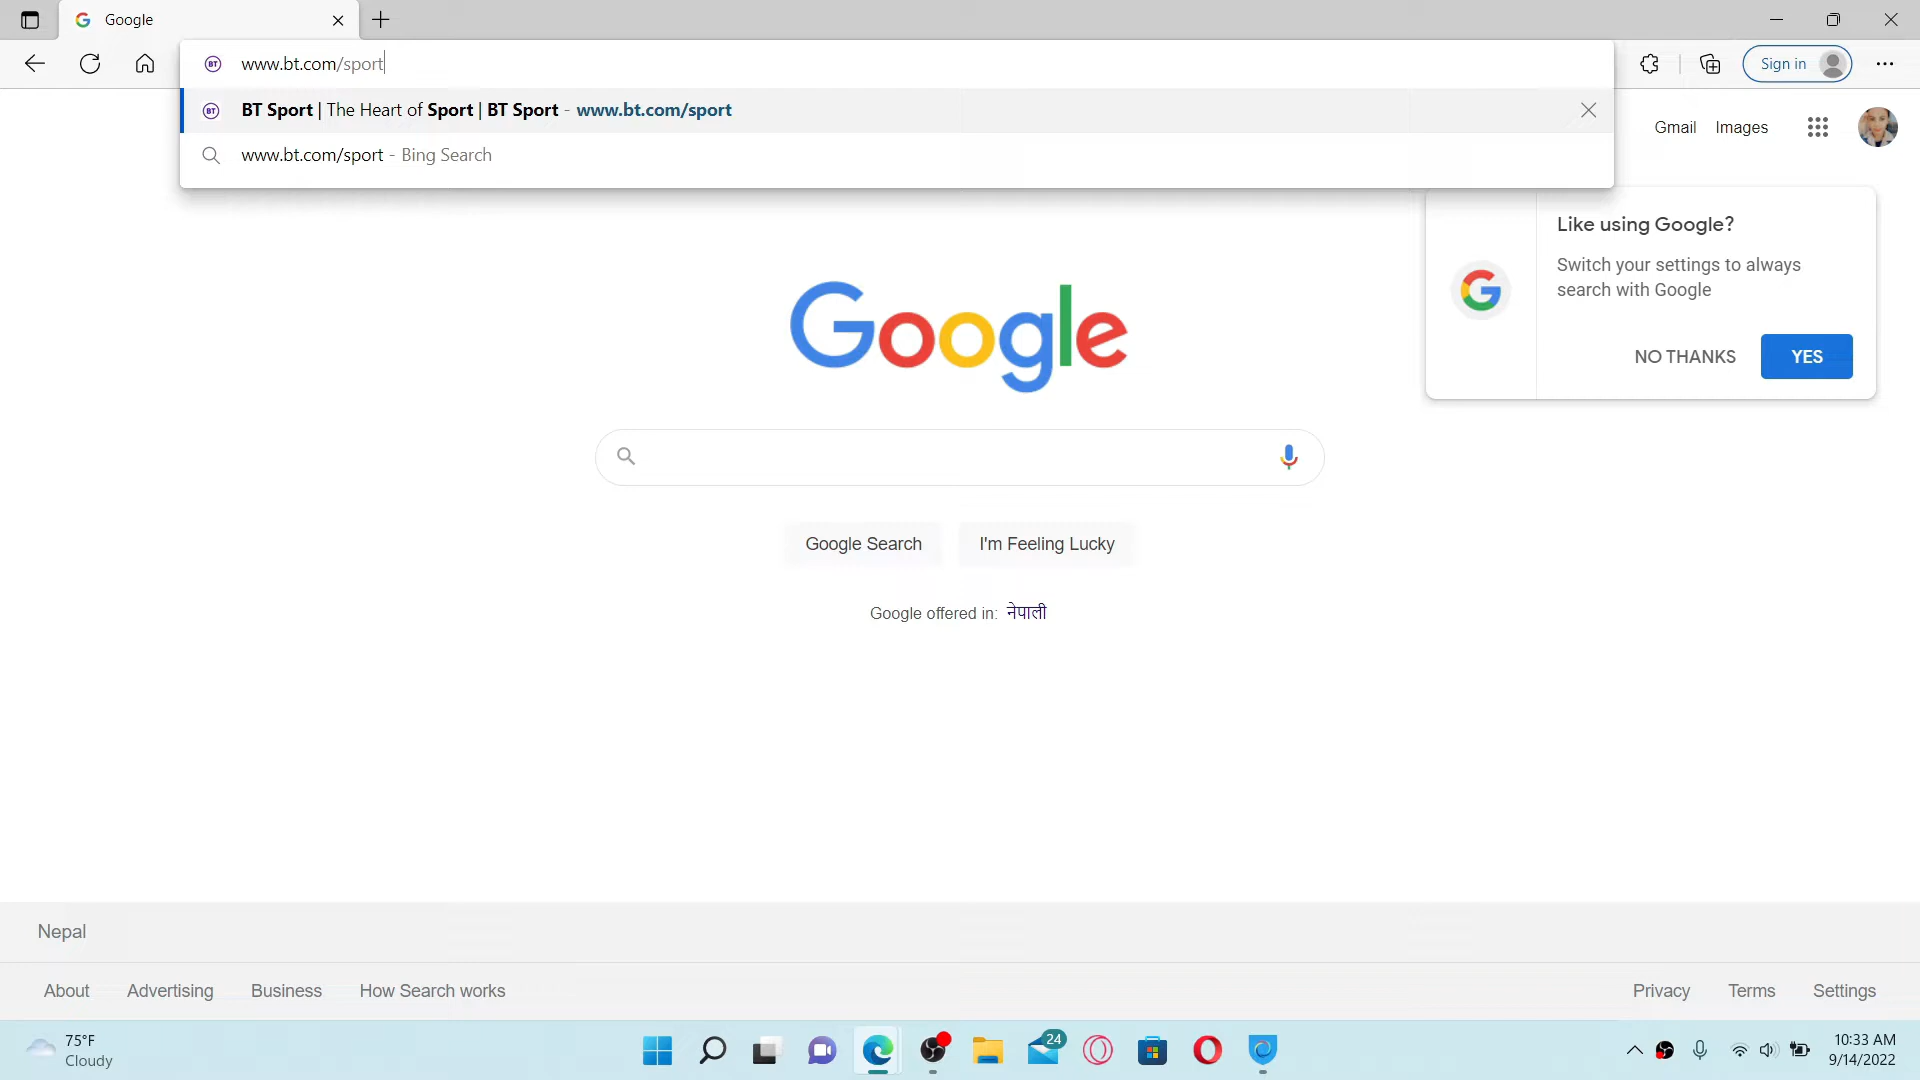 Google
www.bt.com/sport
Sign in
BT Sport | The Heart of Sport | BT Sport - www.bt.com/sport
www.bt.com/sport - Bing Search
Gmail Images
Like using Google?
Switch your settings to always
search with Google
NO THANKS YES
Google
Google Search I'm Feeling Lucky
Google offered in: नेपाली
Nepal
About Advertising Business How Search works Privacy Terms Settings
75°F
Cloudy
24
10:33 AM
9/14/2022